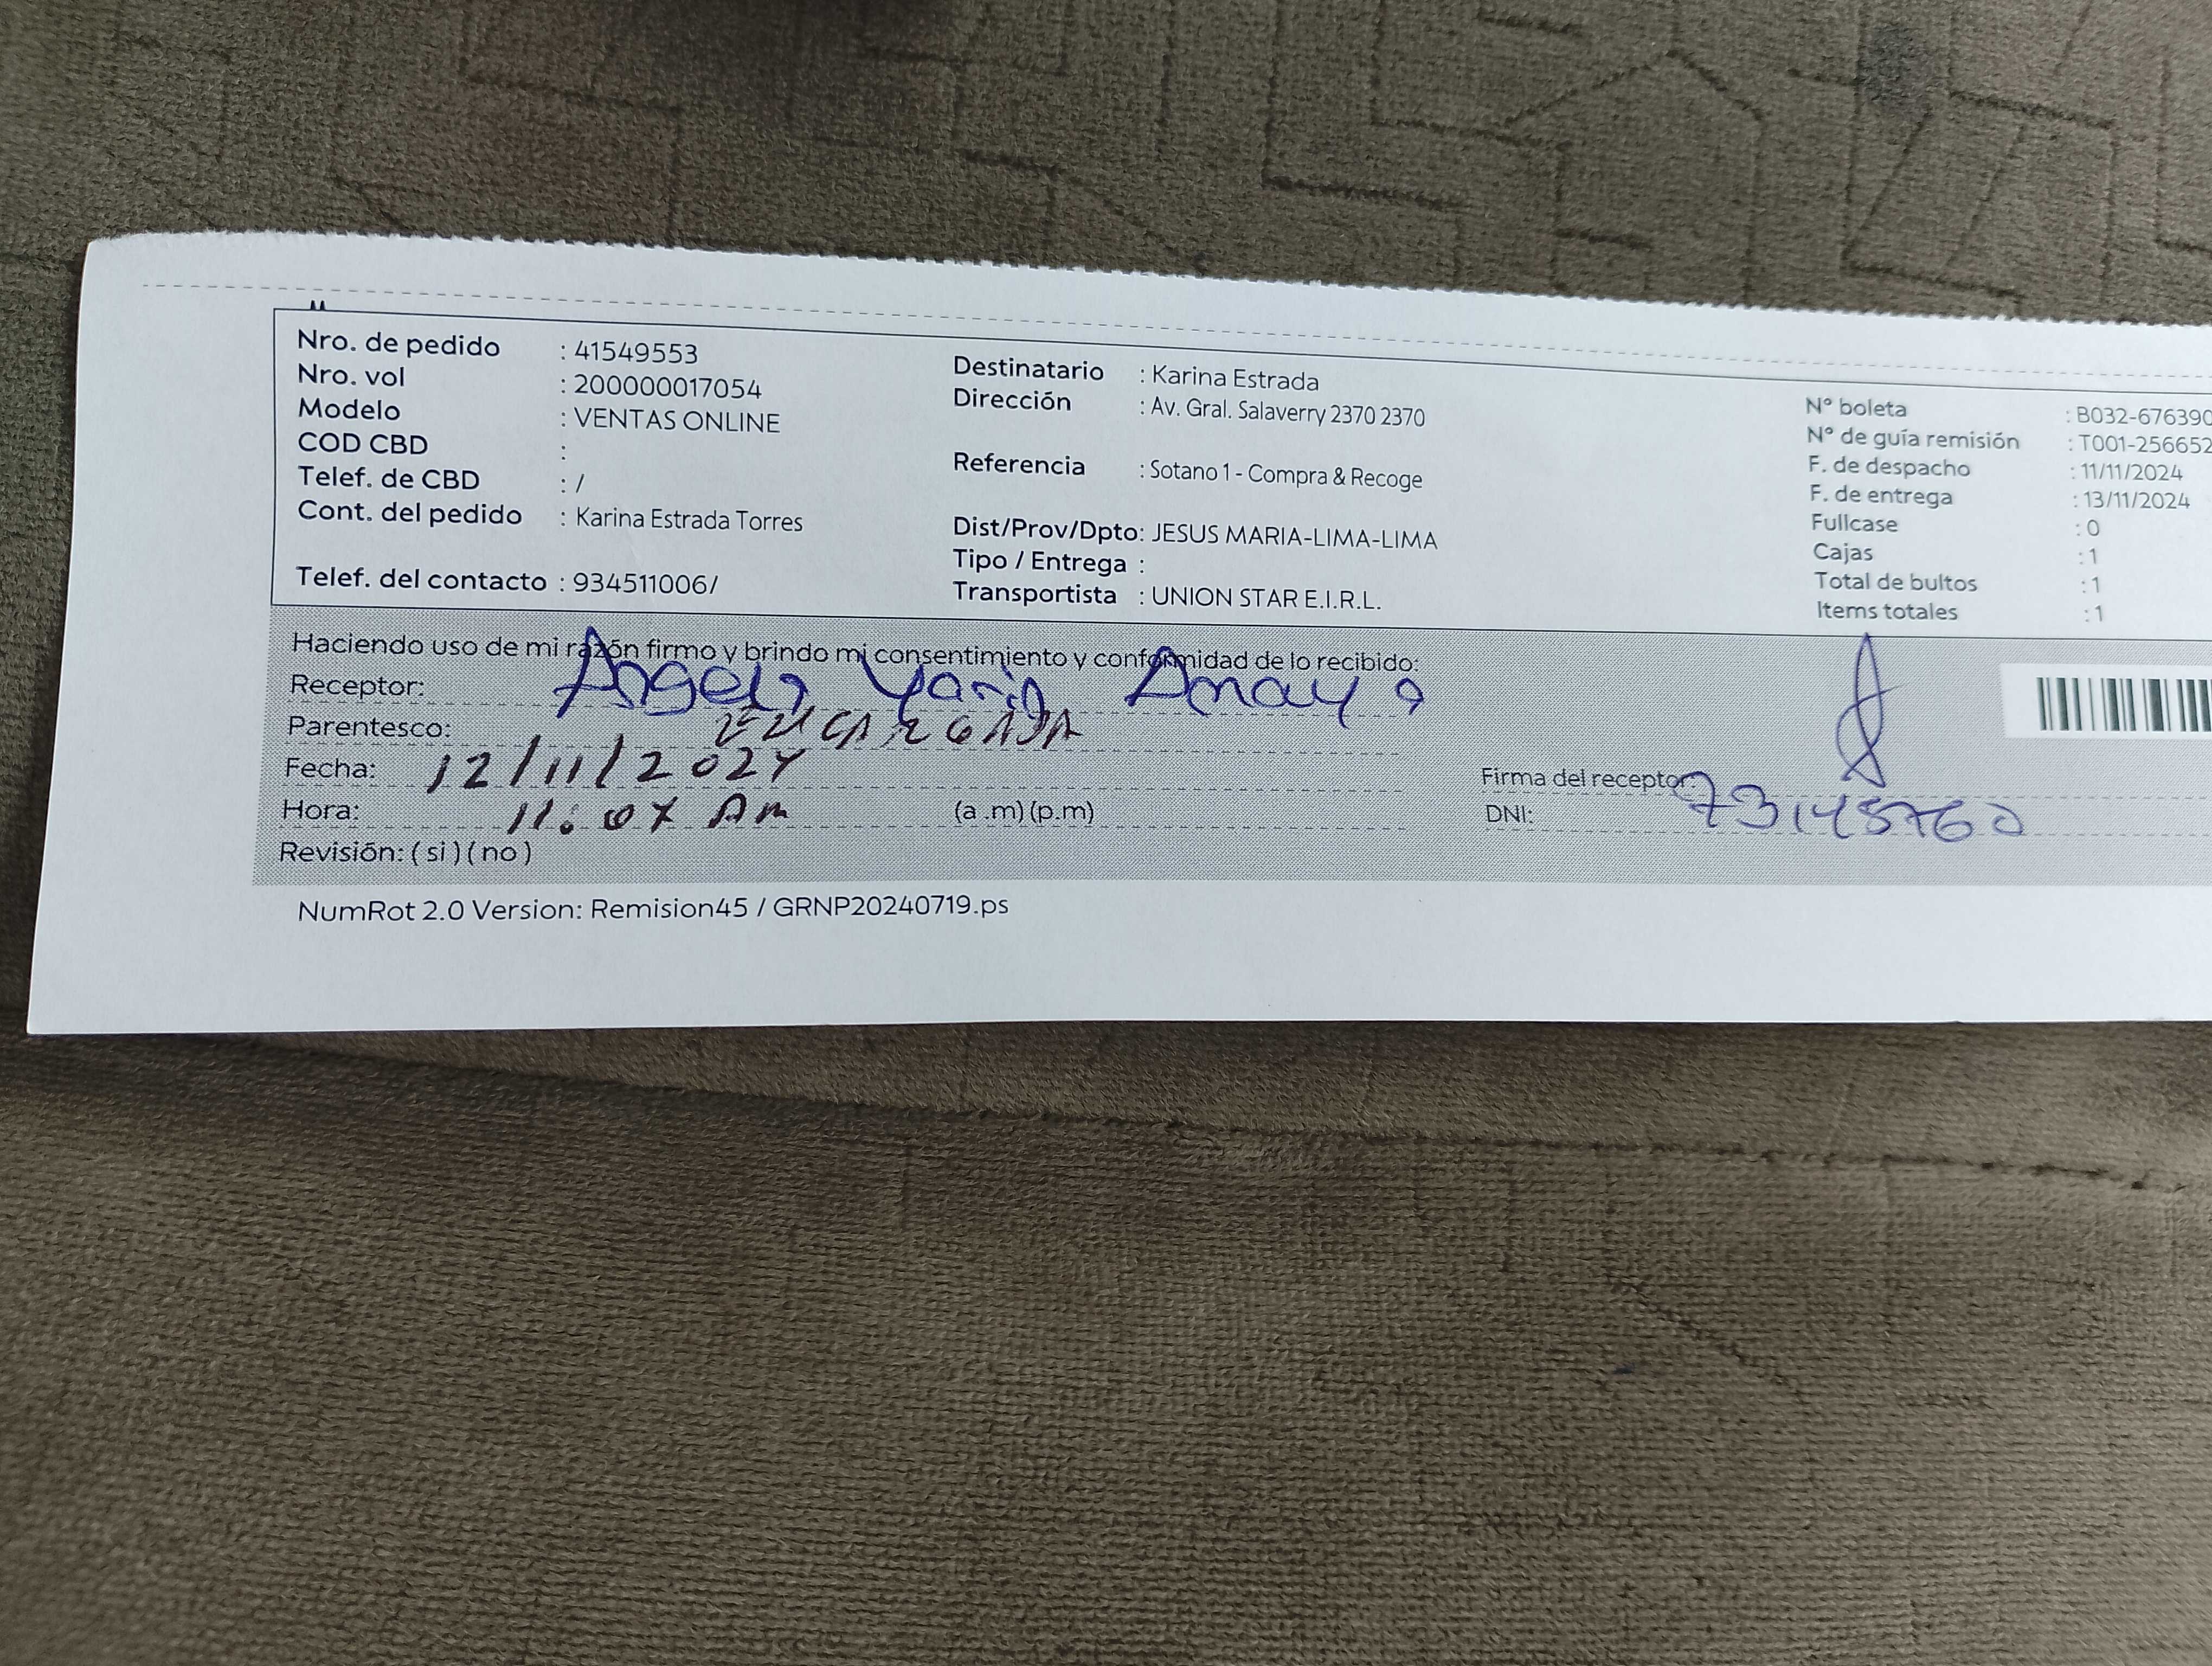 Nro. de pedido : 41549553
Nro. vol : 200000017054
Modelo : VENTAS ONLINE
COD CBD :
Telef. de CBD : /
Cont. del pedido : Karina Estrada Torres
Telef. del contacto : 934511006/
Destinatario : Karina Estrada
Dirección : Av. Gral. Salaverry 2370 2370
Referencia : Sotano 1 - Compra & Recoge
Dist/Prov/Dpto: JESUS MARIA-LIMA-LIMA
Tipo / Entrega :
Transportista : UNION STAR E.I.R.L.
N° boleta : B032-676390
N° de guía remisión : T001-256652
F. de despacho : 11/11/2024
F. de entrega : 13/11/2024
Fullcase : 0
Cajas : 1
Total de bultos : 1
Items totales : 1
Haciendo uso de mi razón firmo y brindo mi consentimiento y conformidad de lo recibido:
Receptor: Angela Amaya
Parentesco: ENCARGADA
Fecha: 12/11/2024
Hora: 11:07 Am (a .m) (p.m)
Revisión: ( si ) ( no )
Firma del receptor:
DNI: 73145760
NumRot 2.0 Version: Remision45 / GRNP20240719.ps